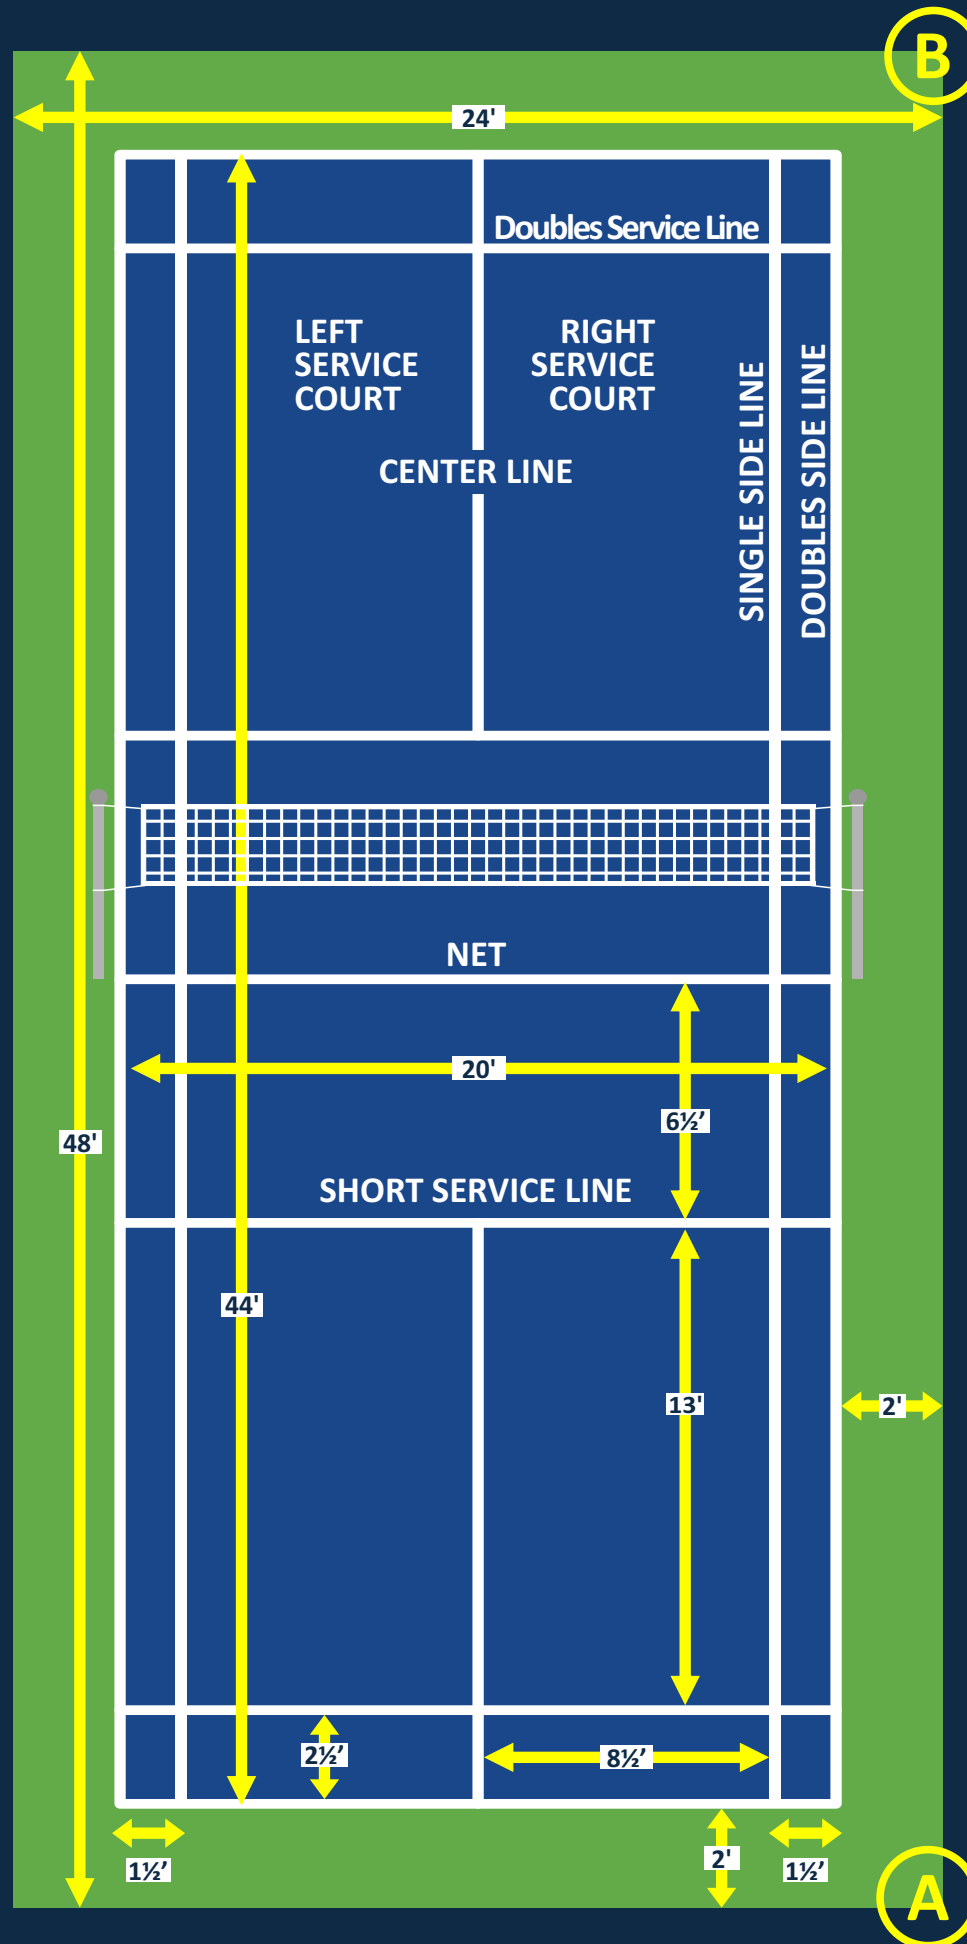 B
24'
Doubles Service Line
LEFT
SERVICE
COURT
RIGHT
SERVICE
COURT
CENTER LINE
SINGLE SIDE LINE
DOUBLES SIDE LINE
NET
20'
6½’
48'
SHORT SERVICE LINE
44'
13'
2'
2½’
8½’
1½’
2'
1½’
A